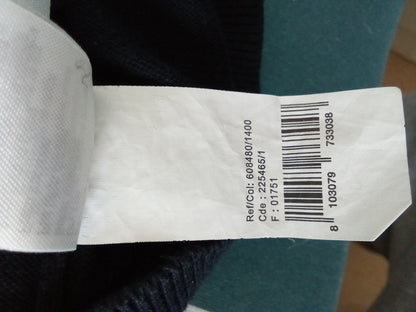 Ref/Col: 608480/1400
Cde : 225465/1
F : 01751
8 103079 733038